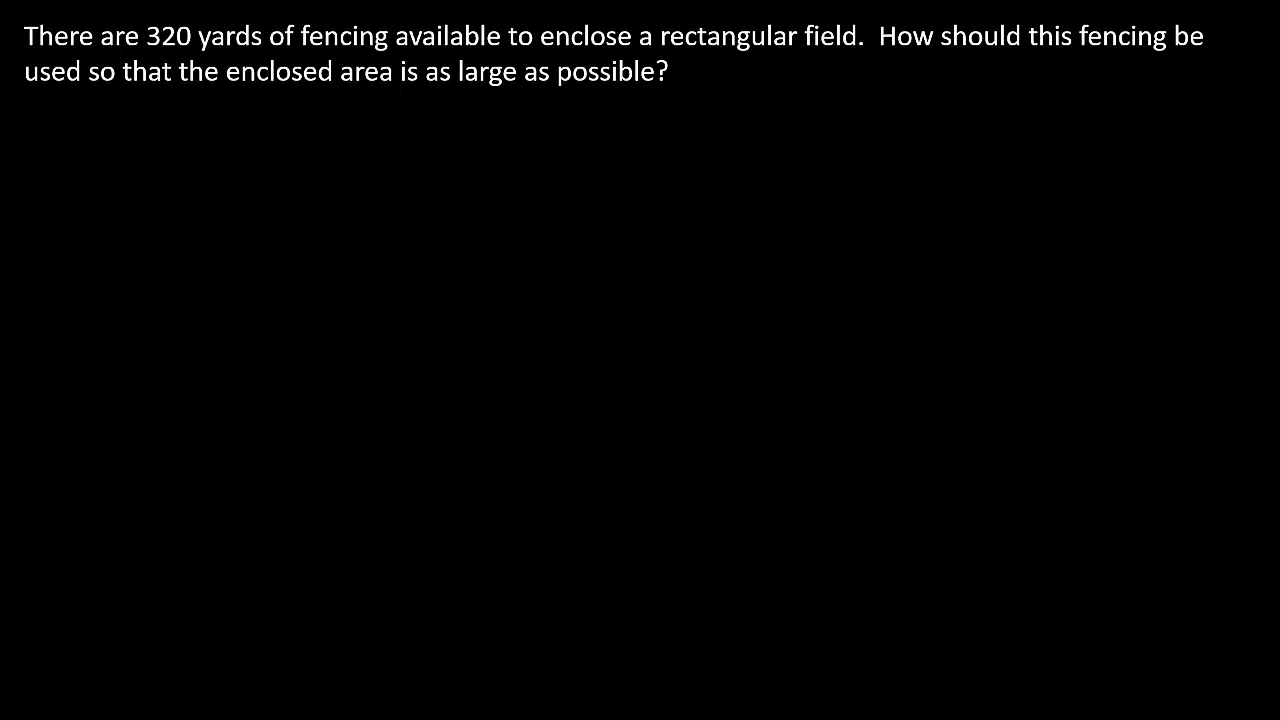 There are 320 yards of fencing available to enclose a rectangular field.  How should this fencing be
used so that the enclosed area is as large as possible?